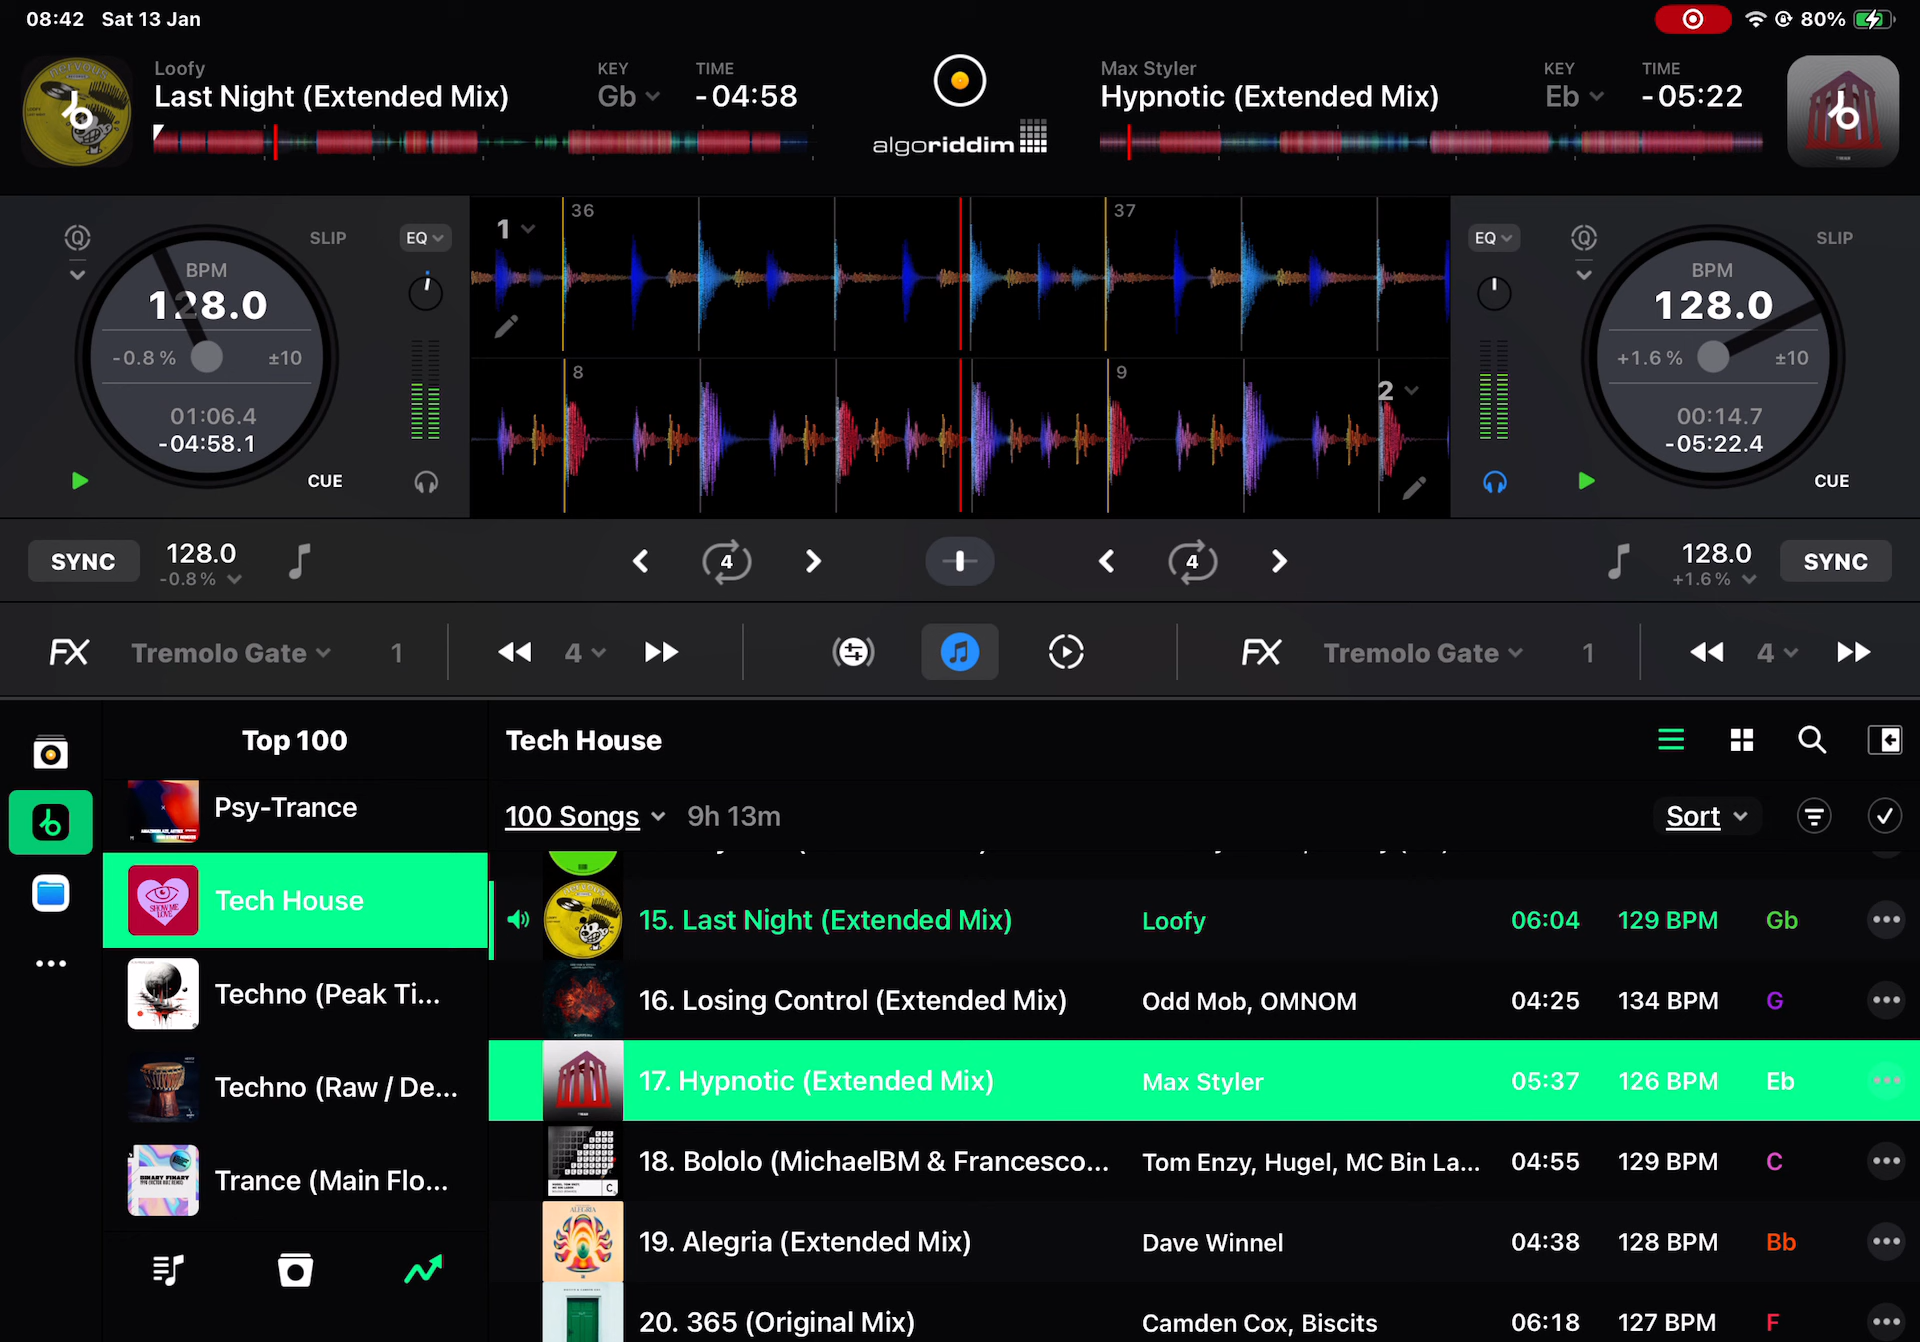 08:42 Sat 13 Jan
80%
Loofy
Last Night (Extended Mix)
KEY
Gb
TIME
-04:58
algoriddim
Max Styler
Hypnotic (Extended Mix)
KEY
Eb
TIME
-05:22
Q
SLIP
EQ
BPM
128.0
-0.8 %
±10
01:06.4
-04:58.1
CUE
1
36
37
8
9
2
EQ
Q
SLIP
BPM
128.0
+1.6 %
±10
00:14.7
-05:22.4
CUE
SYNC
128.0
-0.8 %
4
4
128.0
+1.6 %
SYNC
FX Tremolo Gate 1
4
FX Tremolo Gate 1
4
Top 100
Psy-Trance
Tech House
Techno (Peak Ti...
Techno (Raw / De...
Trance (Main Flo...
Tech House
100 Songs 9h 13m
Sort
15. Last Night (Extended Mix) Loofy 06:04 129 BPM Gb
16. Losing Control (Extended Mix) Odd Mob, OMNOM 04:25 134 BPM G
17. Hypnotic (Extended Mix) Max Styler 05:37 126 BPM Eb
18. Bololo (MichaelBM & Francesco... Tom Enzy, Hugel, MC Bin La... 04:55 129 BPM C
19. Alegria (Extended Mix) Dave Winnel 04:38 128 BPM Bb
20. 365 (Original Mix) Camden Cox, Biscits 06:18 127 BPM F